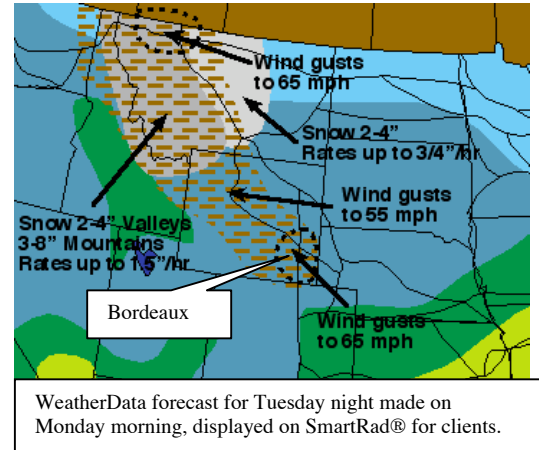 Wind gusts
to 65 mph
Snow 2-4"
Rates up to 3/4"/hr
Wind gusts
to 55 mph
Snow 2-4" Valleys
3-8" Mountains
Rates up to 1.5"/hr
Bordeaux
Wind gusts
to 65 mph
WeatherData forecast for Tuesday night made on
Monday morning, displayed on SmartRad® for clients.